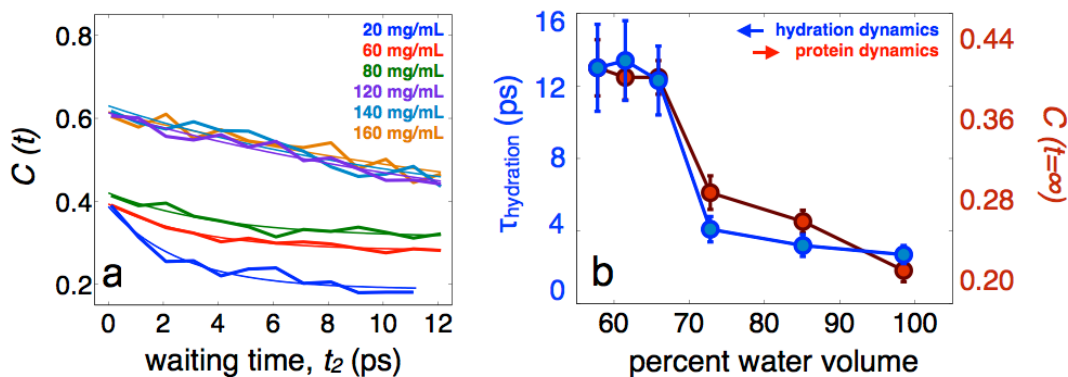 0.8
0.6
0.4
0.2
C (t)
20 mg/mL
60 mg/mL
80 mg/mL
120 mg/mL
140 mg/mL
160 mg/mL
a
0 2 4 6 8 10 12
waiting time, t2 (ps)
16
12
8
4
0
τhydration (ps)
hydration dynamics
protein dynamics
b
0.44
0.36
0.28
0.20
C (t=∞)
60 70 80 90 100
percent water volume